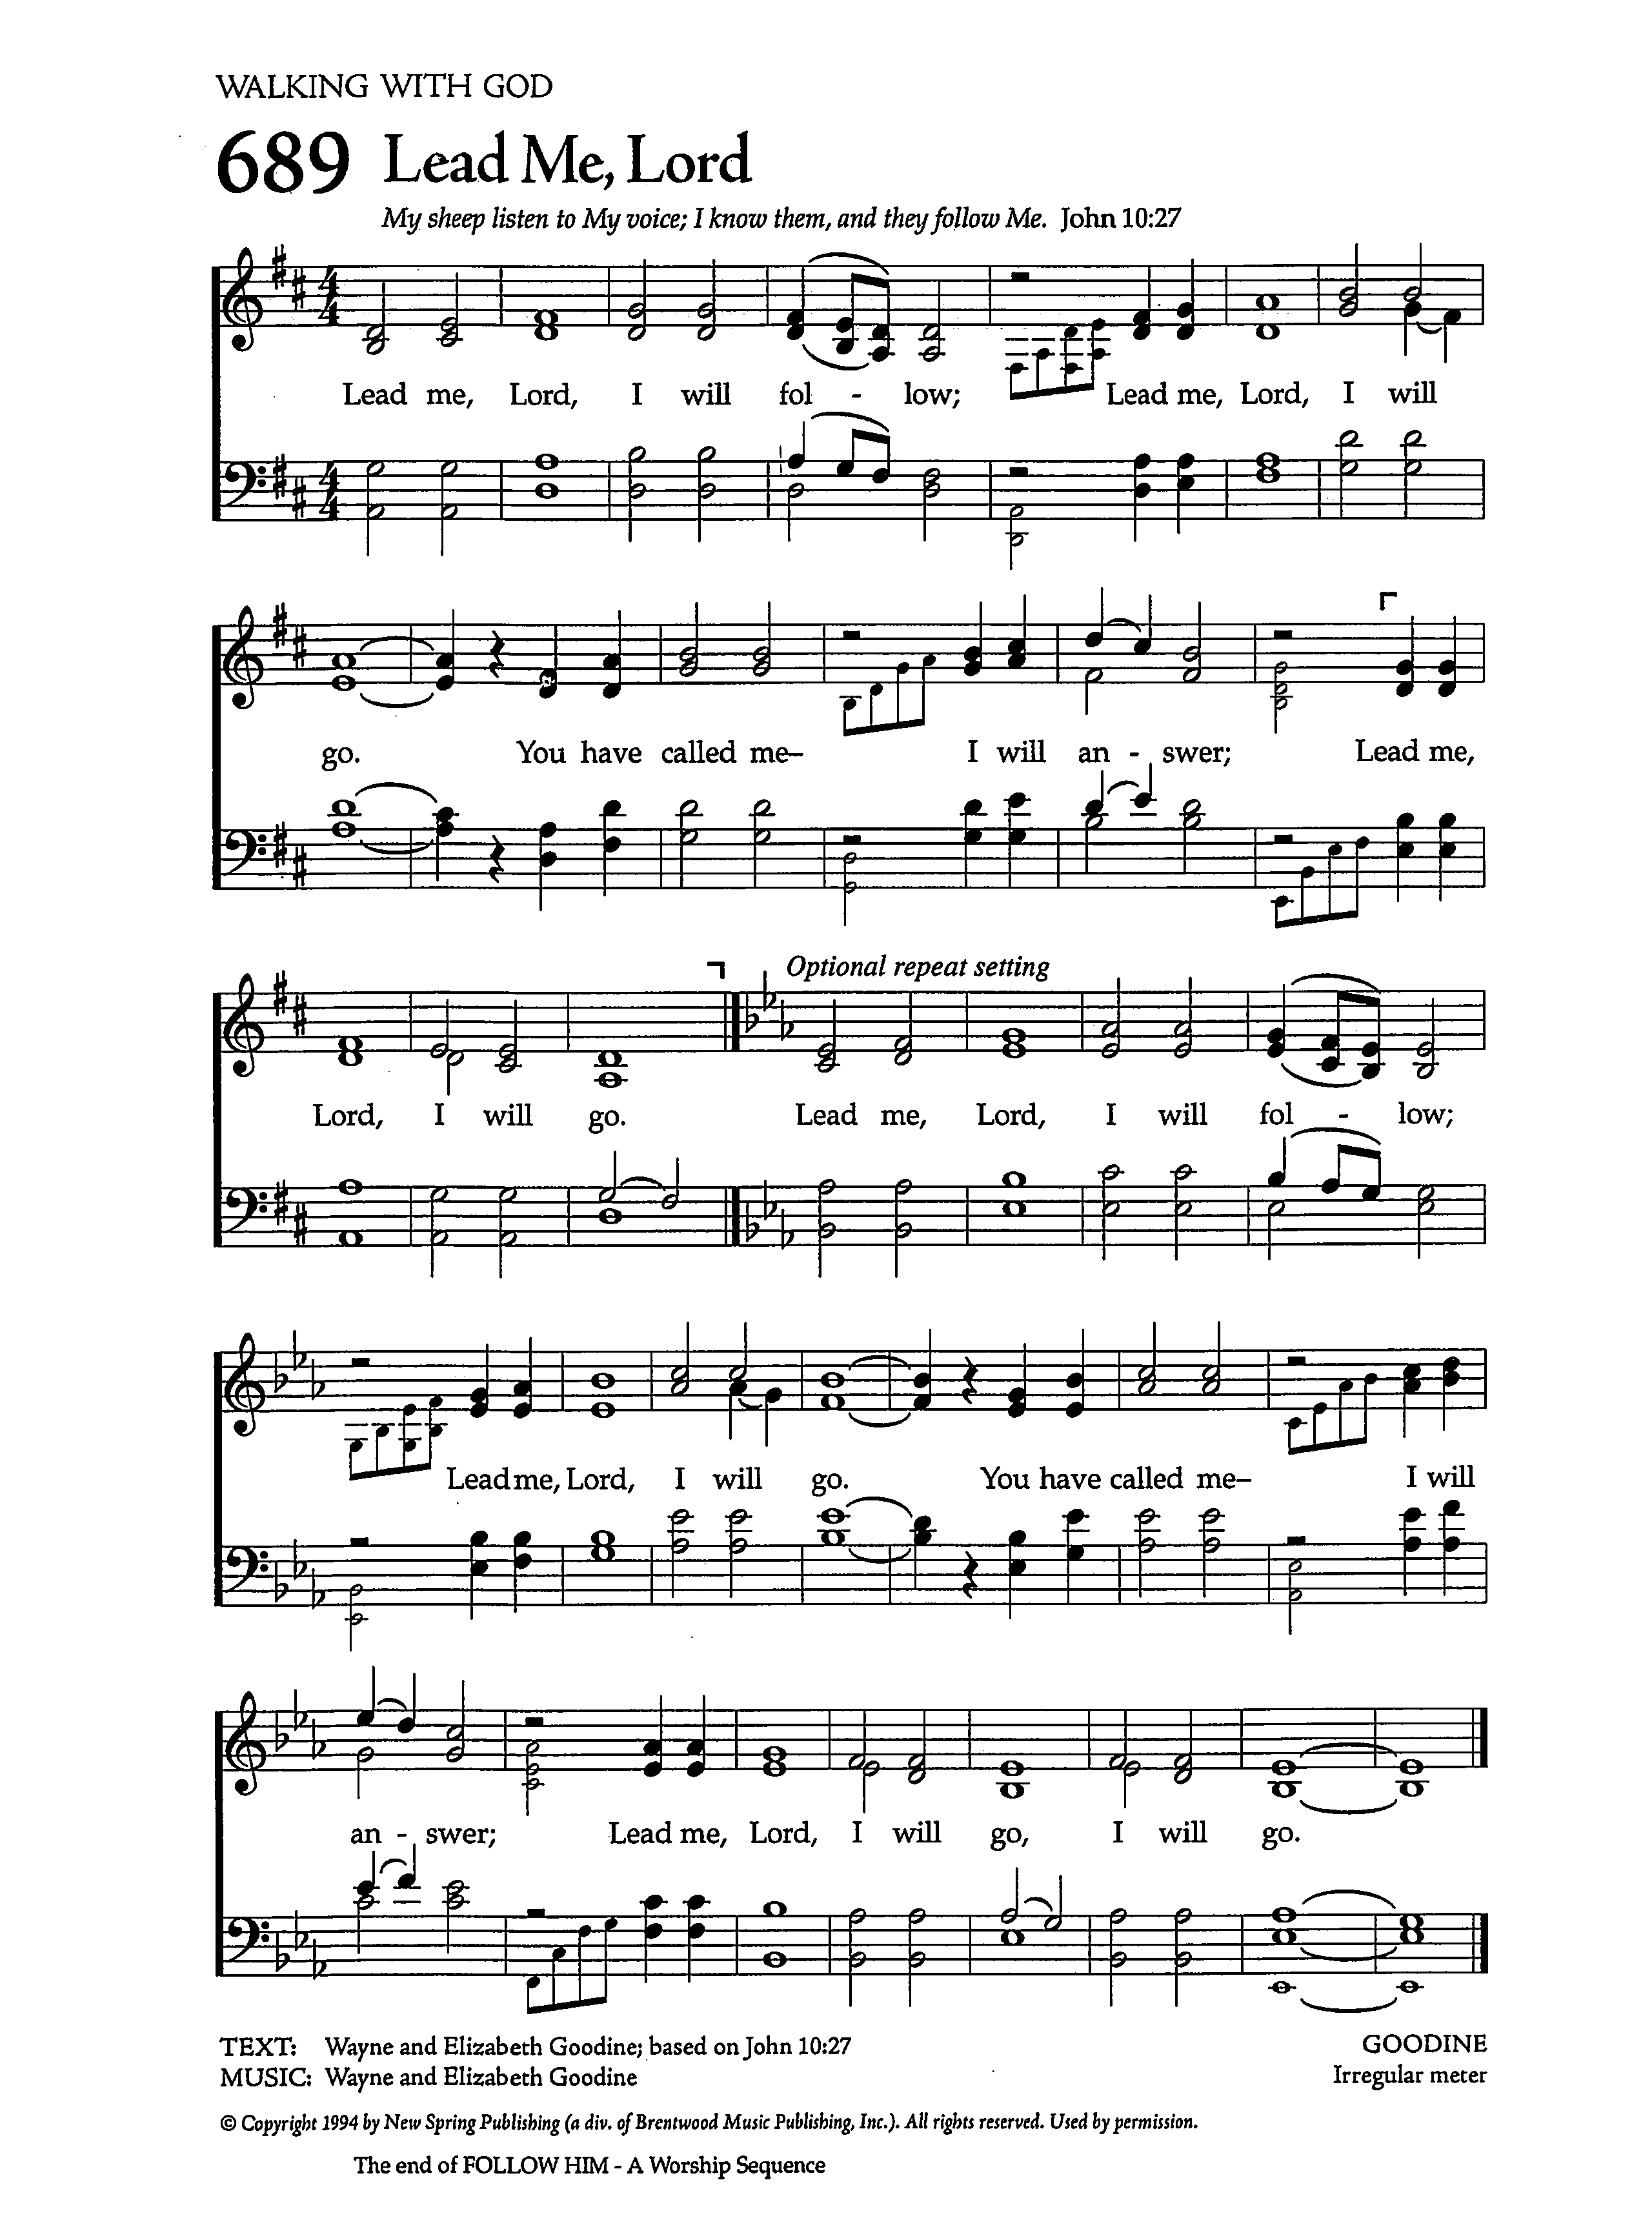 WALKING WITH GOD
689 Lead Me, Lord
My sheep listen to My voice; I know them, and they follow Me. John 10:27
Lead me, Lord, I will fol - low; Lead me, Lord, I will
go. You have called me– I will an - swer; Lead me,
Optional repeat setting
Lord, I will go. Lead me, Lord, I will fol - low;
Lead me, Lord, I will go. You have called me– I will
an - swer; Lead me, Lord, I will go, I will go.
TEXT: Wayne and Elizabeth Goodine; based on John 10:27 GOODINE
MUSIC: Wayne and Elizabeth Goodine Irregular meter
© Copyright 1994 by New Spring Publishing (a div. of Brentwood Music Publishing, Inc.). All rights reserved. Used by permission.
The end of FOLLOW HIM - A Worship Sequence